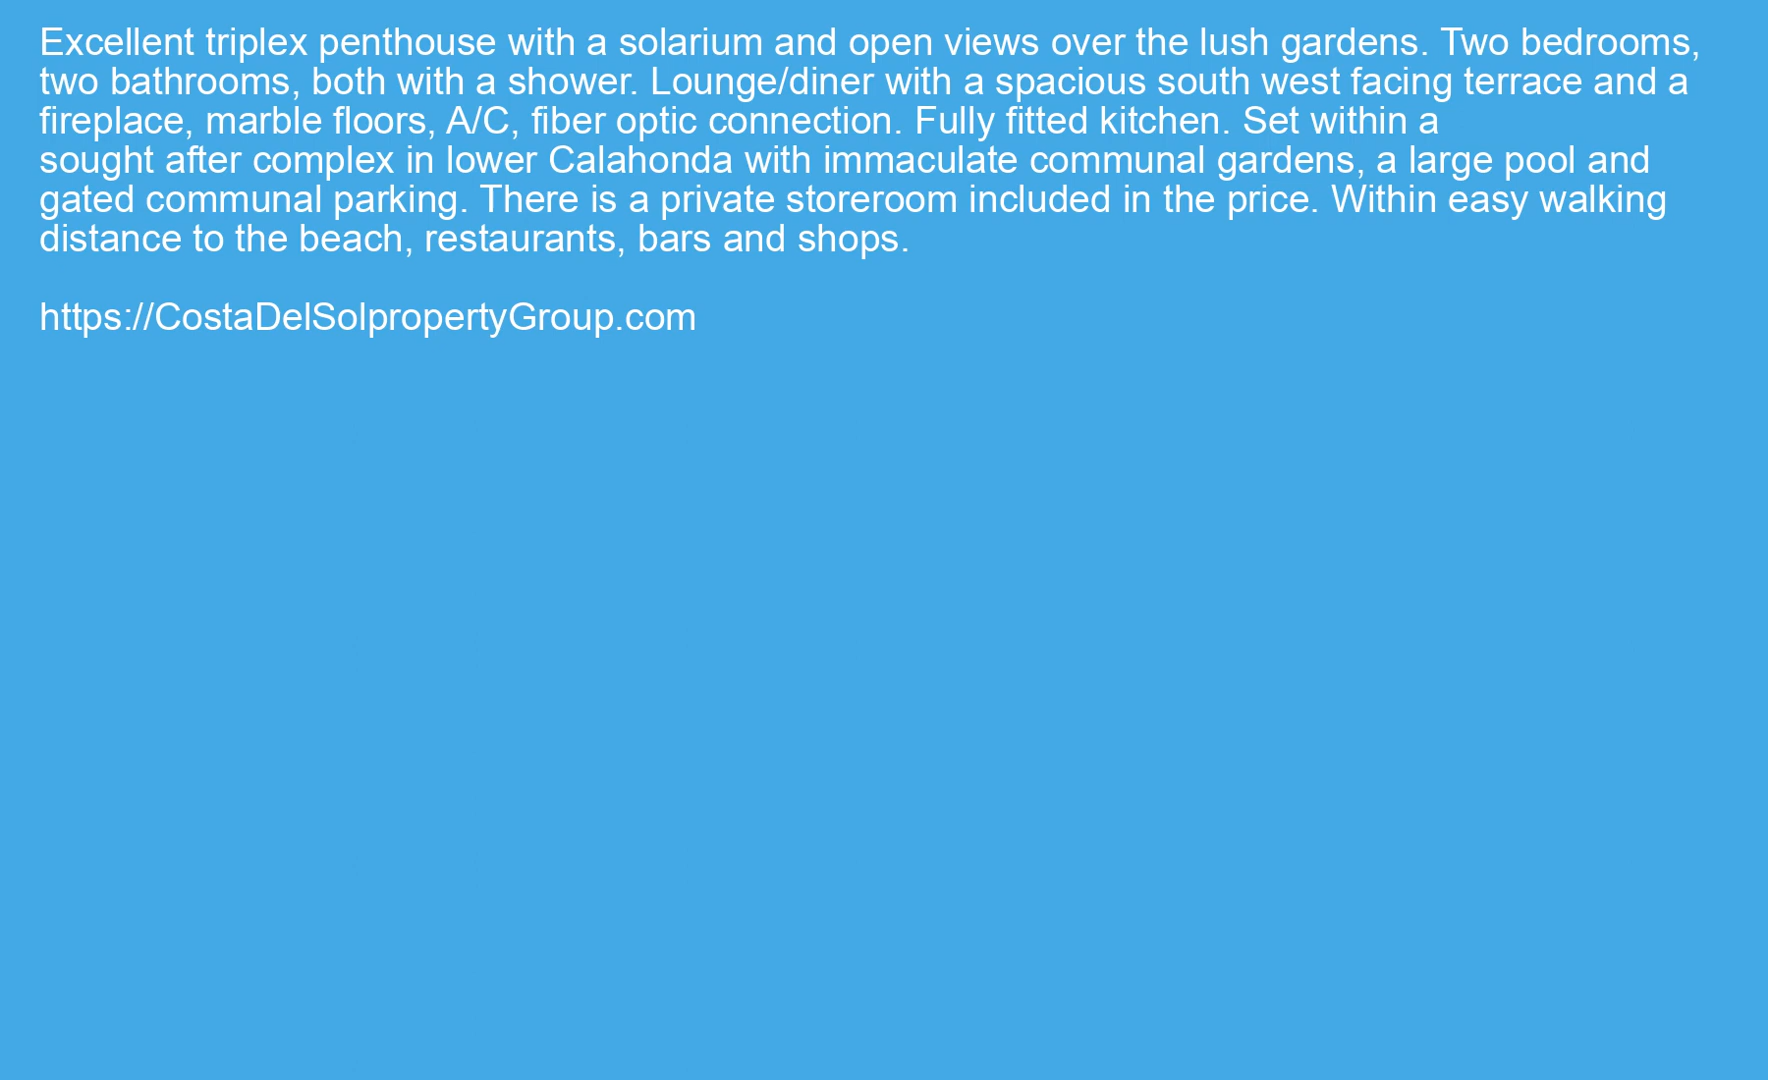 Excellent triplex penthouse with a solarium and open views over the lush gardens. Two bedrooms,
two bathrooms, both with a shower. Lounge/diner with a spacious south west facing terrace and a
fireplace, marble floors, A/C, fiber optic connection. Fully fitted kitchen. Set within a
sought after complex in lower Calahonda with immaculate communal gardens, a large pool and
gated communal parking. There is a private storeroom included in the price. Within easy walking
distance to the beach, restaurants, bars and shops.
https://CostaDelSolpropertyGroup.com